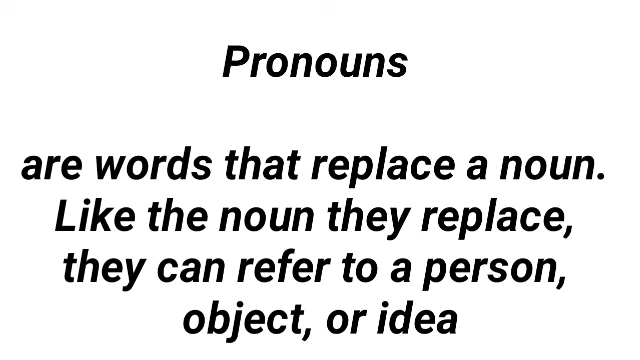 Pronouns
are words that replace a noun.
Like the noun they replace,
they can refer to a person,
object, or idea